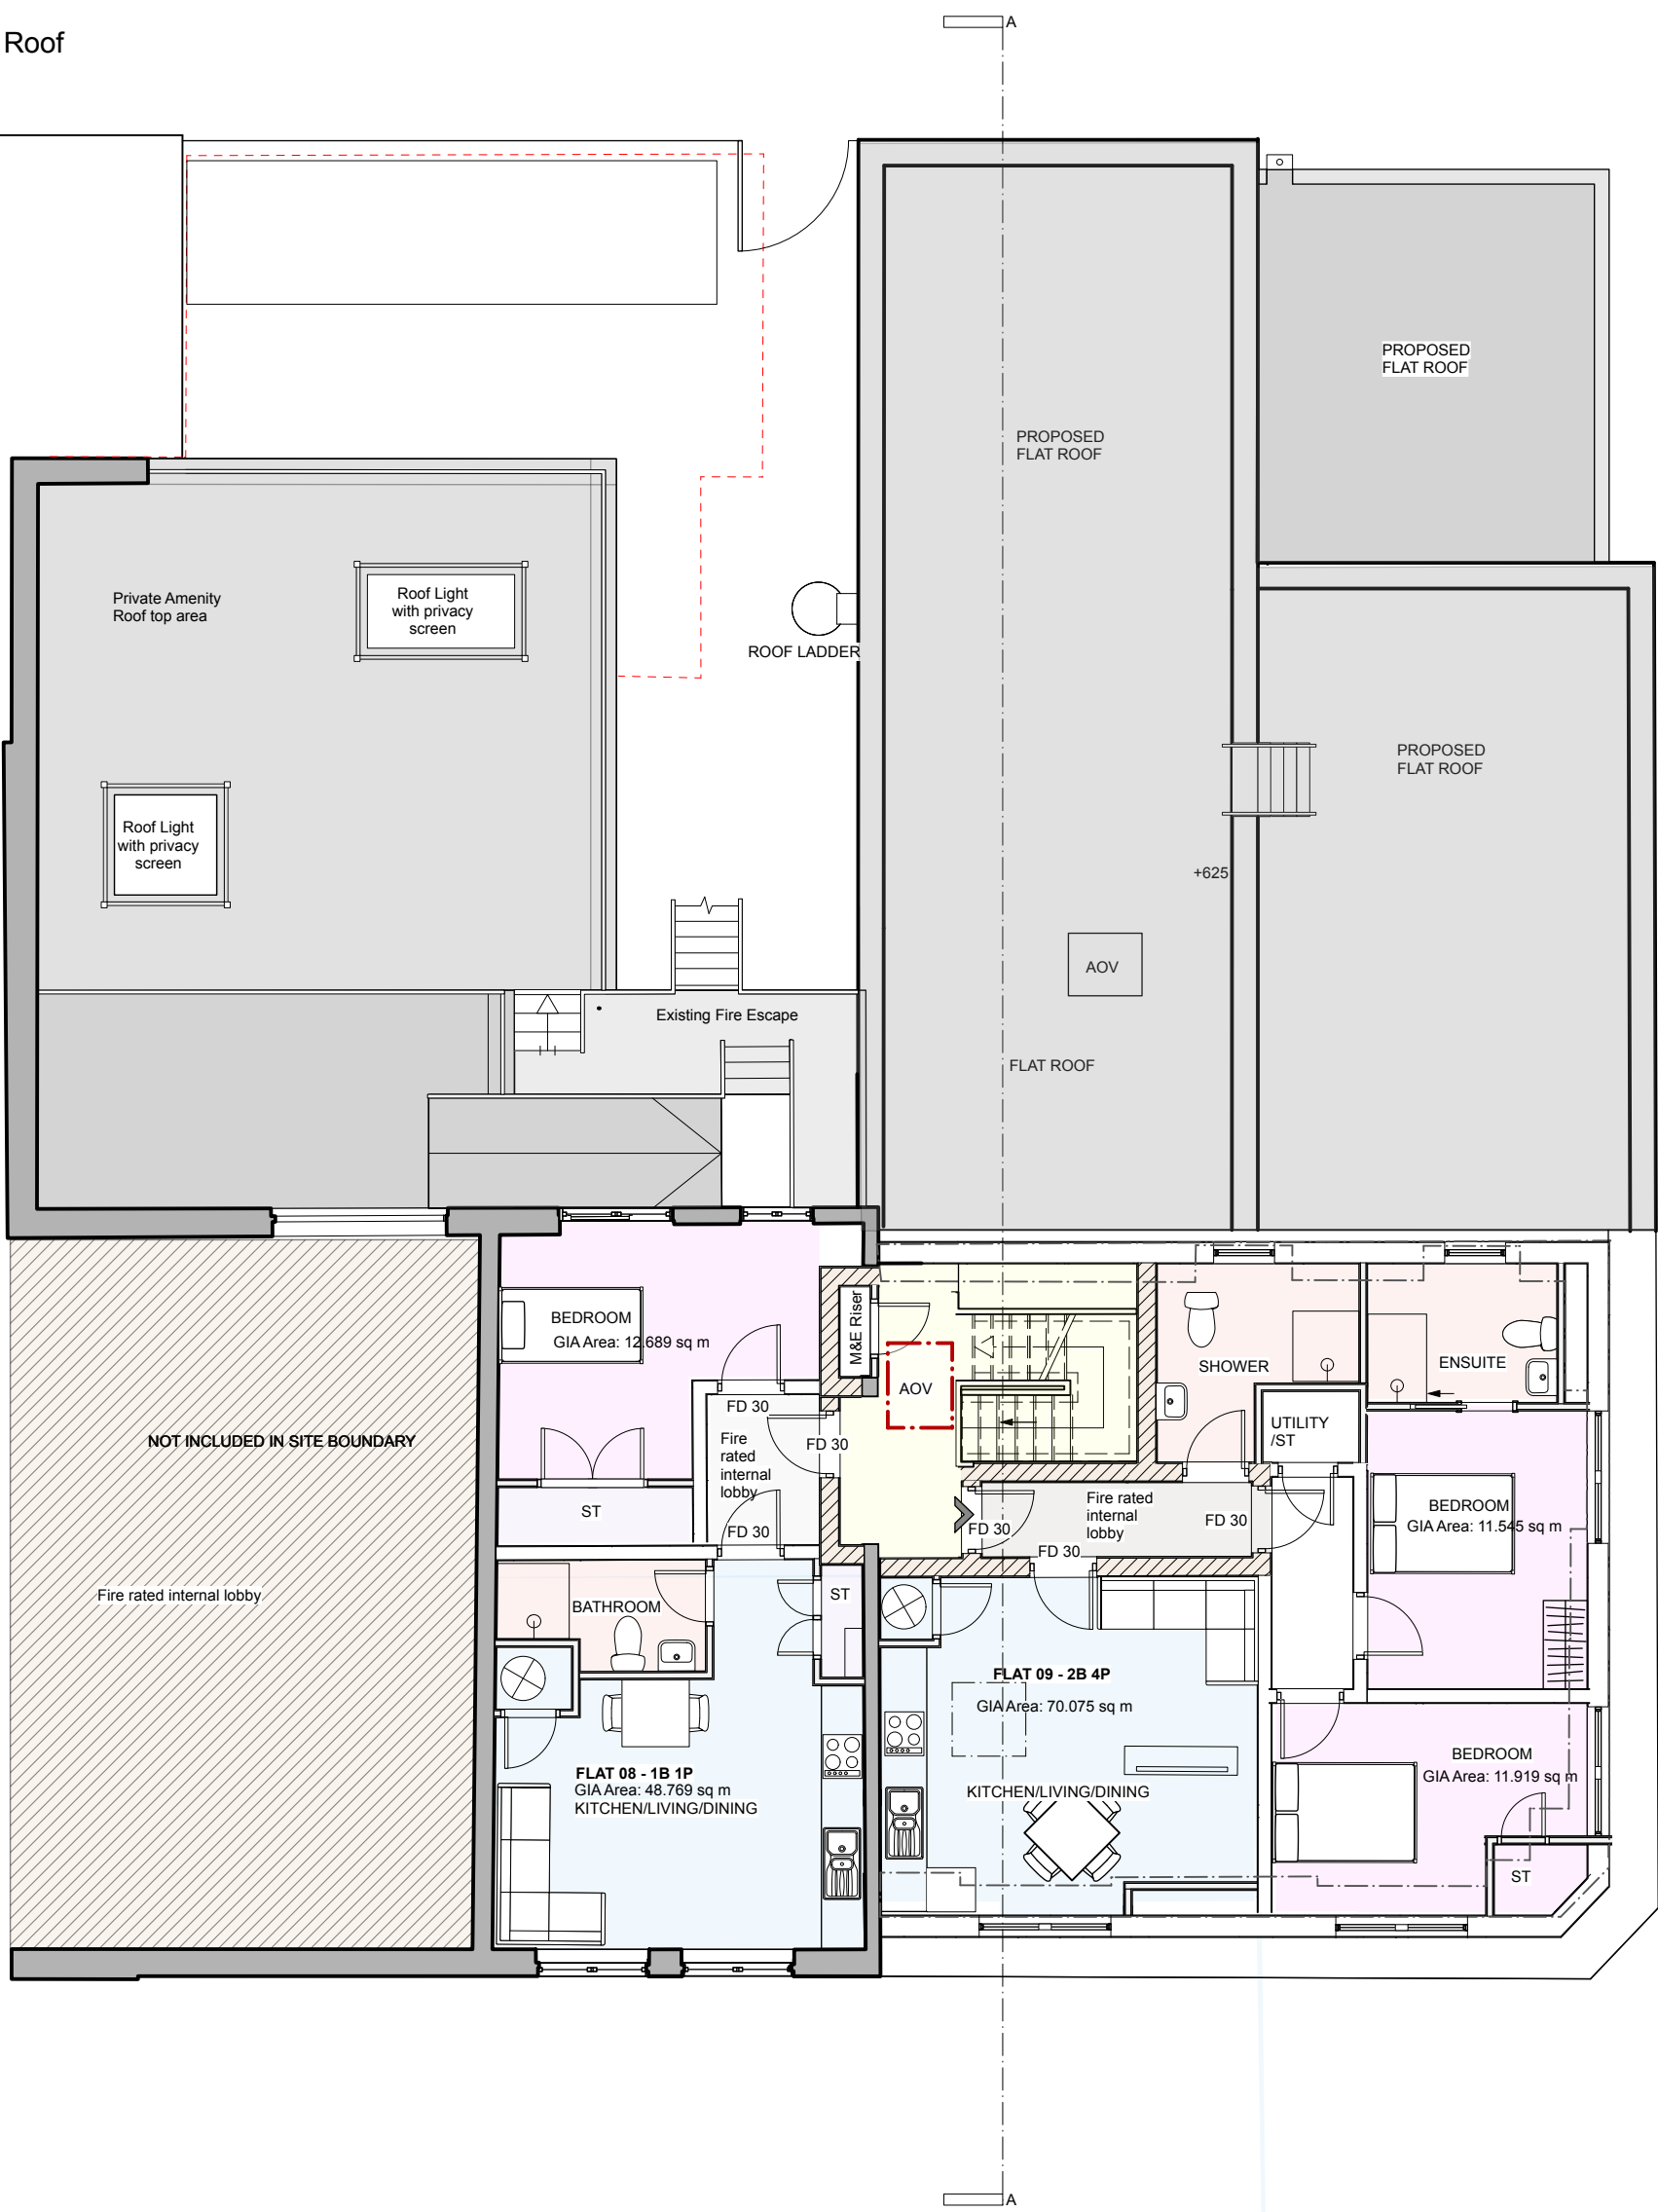 A
Roof
PROPOSED
FLAT ROOF
PROPOSED
FLAT ROOF
Private Amenity
Roof top area
Roof Light
with privacy
screen
ROOF LADDER
PROPOSED
FLAT ROOF
Roof Light
with privacy
screen
+625
AOV
Existing Fire Escape
FLAT ROOF
BEDROOM
GIA Area: 12.689 sq m
M&E Riser
AOV
SHOWER
ENSUITE
FD 30
Fire
rated
internal
lobby
FD 30
UTILITY
/ST
NOT INCLUDED IN SITE BOUNDARY
ST
FD 30
Fire rated
internal
lobby
FD 30
FD 30
FD 30
BEDROOM
GIA Area: 11.545 sq m
Fire rated internal lobby
BATHROOM
ST
FLAT 09 - 2B 4P
GIA Area: 70.075 sq m
FLAT 08 - 1B 1P
GIA Area: 48.769 sq m
KITCHEN/LIVING/DINING
KITCHEN/LIVING/DINING
BEDROOM
GIA Area: 11.919 sq m
ST
A